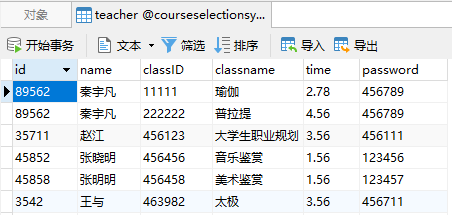 对象 teacher @courseselectionsy...
开始事务 文本 筛选 排序 导入 导出
id name classID classname time password
89562 秦宇凡 11111 瑜伽 2.78 456789
89562 秦宇凡 222222 普拉提 4.56 456789
35711 赵江 456123 大学生职业规划 3.56 456111
45852 张晓明 456456 音乐鉴赏 1.56 123456
45858 张明明 456458 美术鉴赏 1.56 123457
3542 王与 463982 太极 3.56 456711